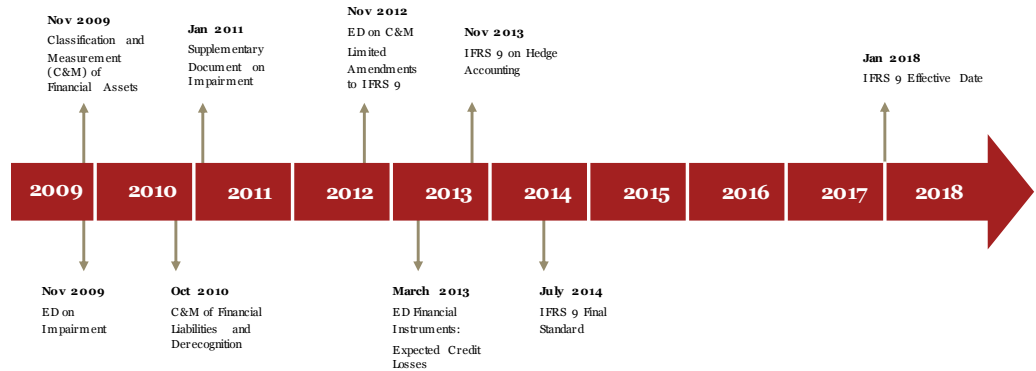 Nov 2009
Classification and
Measurement
(C&M) of
Financial Assets
Jan 2011
Supplementary
Document on
Impairment
Nov 2012
ED on C&M
Limited
Amendments
to IFRS 9
Nov 2013
IFRS 9 on Hedge
Accounting
Jan 2018
IFRS 9 Effective Date
2009
2010
2011
2012
2013
2014
2015
2016
2017
2018
Nov 2009
ED on
Impairment
Oct 2010
C&M of Financial
Liabilities and
Derecognition
March 2013
ED Financial
Instruments:
Expected Credit
Losses
July 2014
IFRS 9 Final
Standard